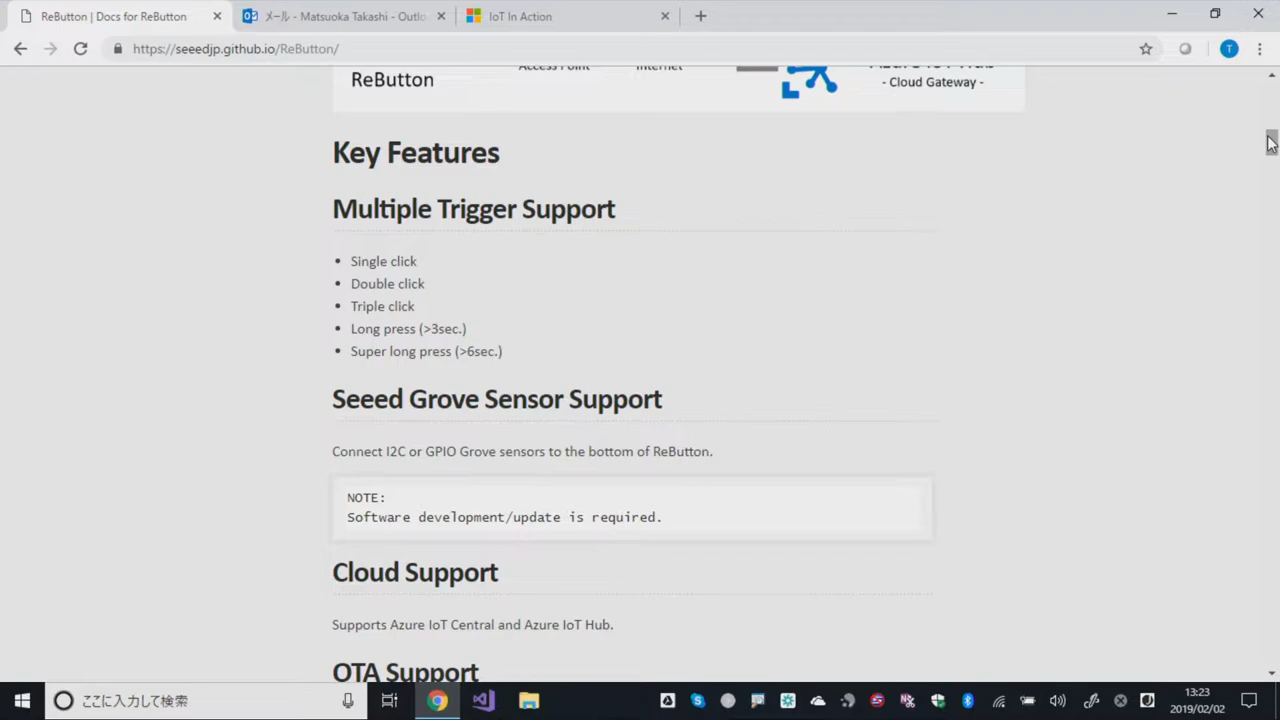 ReButton | Docs for ReButton
メール - Matsuoka Takashi - Outlo
IoT In Action
https://seeedjp.github.io/ReButton/
ReButton
Access Point
Internet
Azure IoT Hub
- Cloud Gateway -
Key Features
Multiple Trigger Support
Single click
Double click
Triple click
Long press (>3sec.)
Super long press (>6sec.)
Seeed Grove Sensor Support
Connect I2C or GPIO Grove sensors to the bottom of ReButton.
NOTE:
Software development/update is required.
Cloud Support
Supports Azure IoT Central and Azure IoT Hub.
OTA Support
ここに入力して検索
13:23
2019/02/02